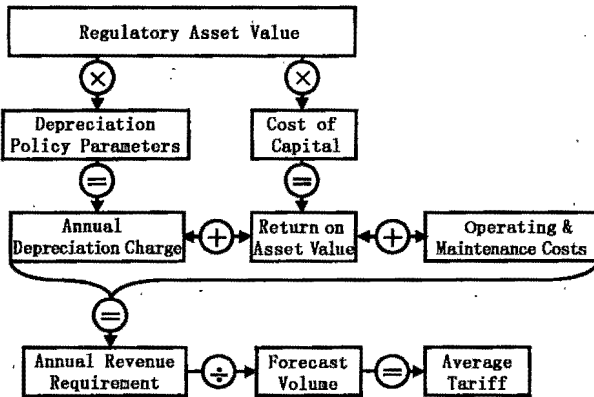 Regulatory Asset Value
×
×
Depreciation
Policy Parameters
Cost of
Capital
=
=
Annual
Depreciation Charge
+
Return on
Asset Value
+
Operating &
Maintenance Costs
=
Annual Revenue
Requirement
÷
Forecast
Volume
=
Average
Tariff